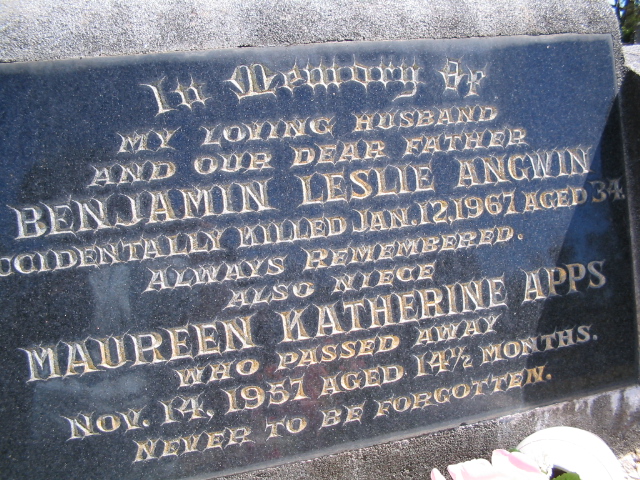 In Memory Of
MY LOVING HUSBAND
AND OUR DEAR FATHER
BENJAMIN LESLIE ANGWIN
CCIDENTALLY KILLED JAN. 12, 1967 AGED 34
ALWAYS REMEMBERED.
ALSO NIECE
MAUREEN KATHERINE APPS
WHO PASSED AWAY
NOV. 14, 1957 AGED 14½ MONTHS.
NEVER TO BE FORGOTTEN.